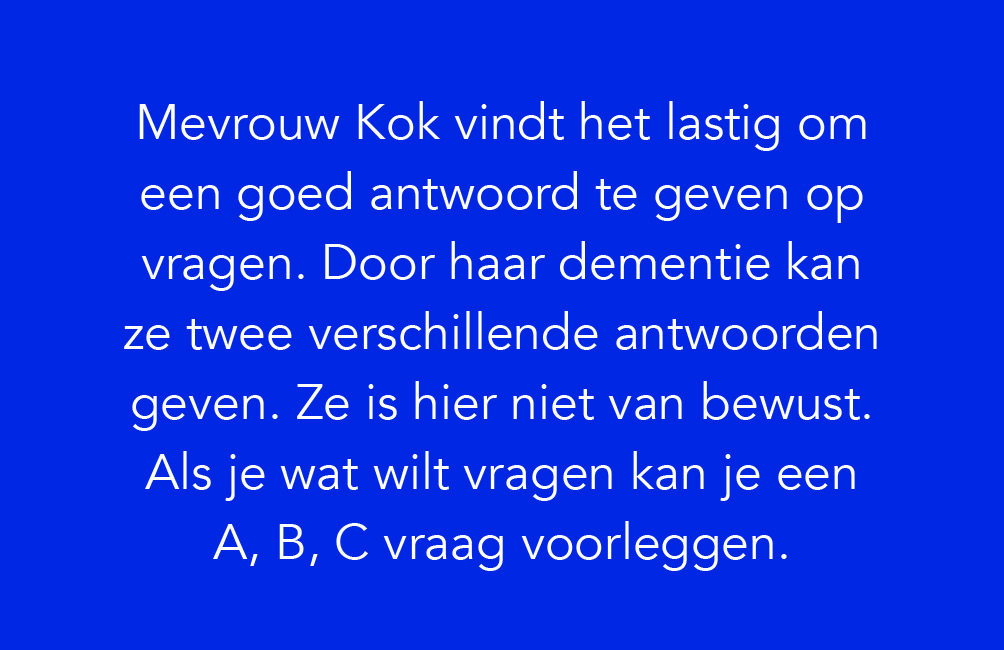 Mevrouw Kok vindt het lastig om
een goed antwoord te geven op
vragen. Door haar dementie kan
ze twee verschillende antwoorden
geven. Ze is hier niet van bewust.
Als je wat wilt vragen kan je een
A, B, C vraag voorleggen.